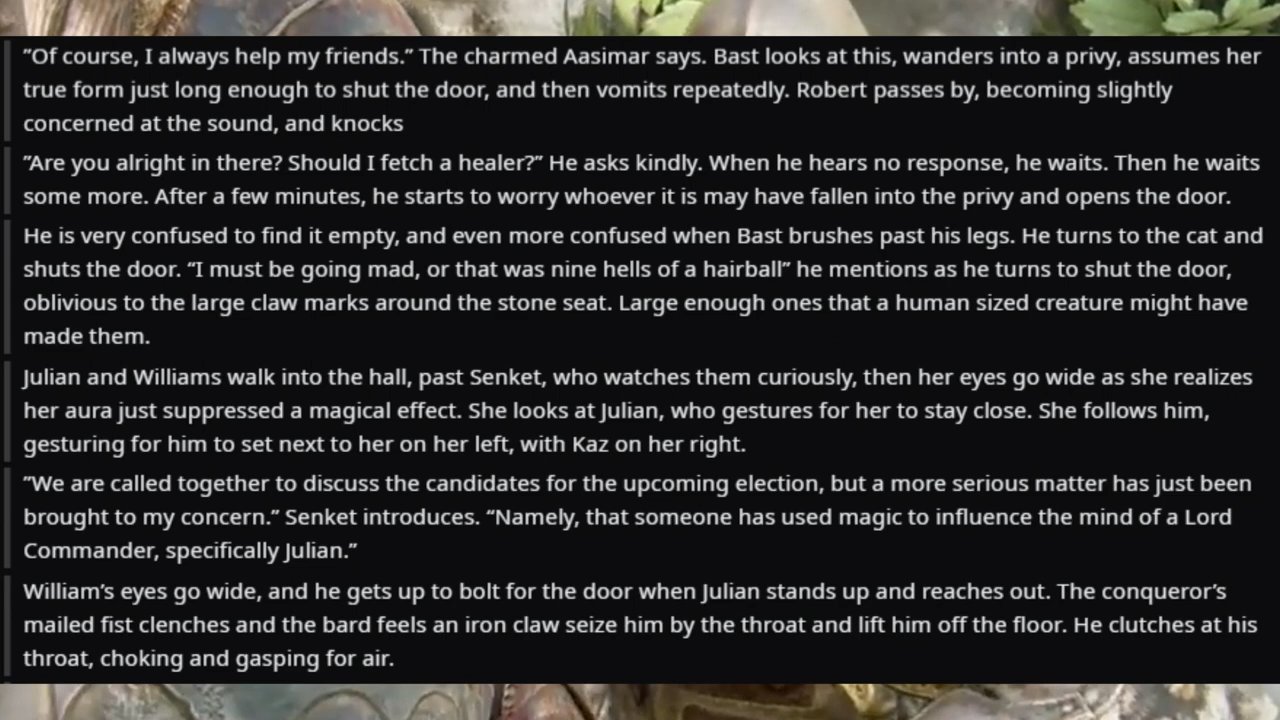 ”Of course, I always help my friends.” The charmed Aasimar says. Bast looks at this, wanders into a privy, assumes her
true form just long enough to shut the door, and then vomits repeatedly. Robert passes by, becoming slightly
concerned at the sound, and knocks
”Are you alright in there? Should I fetch a healer?” He asks kindly. When he hears no response, he waits. Then he waits
some more. After a few minutes, he starts to worry whoever it is may have fallen into the privy and opens the door.
He is very confused to find it empty, and even more confused when Bast brushes past his legs. He turns to the cat and
shuts the door. “I must be going mad, or that was nine hells of a hairball” he mentions as he turns to shut the door,
oblivious to the large claw marks around the stone seat. Large enough ones that a human sized creature might have
made them.
Julian and Williams walk into the hall, past Senket, who watches them curiously, then her eyes go wide as she realizes
her aura just suppressed a magical effect. She looks at Julian, who gestures for her to stay close. She follows him,
gesturing for him to set next to her on her left, with Kaz on her right.
”We are called together to discuss the candidates for the upcoming election, but a more serious matter has just been
brought to my concern.” Senket introduces. “Namely, that someone has used magic to influence the mind of a Lord
Commander, specifically Julian.”
William’s eyes go wide, and he gets up to bolt for the door when Julian stands up and reaches out. The conqueror’s
mailed fist clenches and the bard feels an iron claw seize him by the throat and lift him off the floor. He clutches at his
throat, choking and gasping for air.